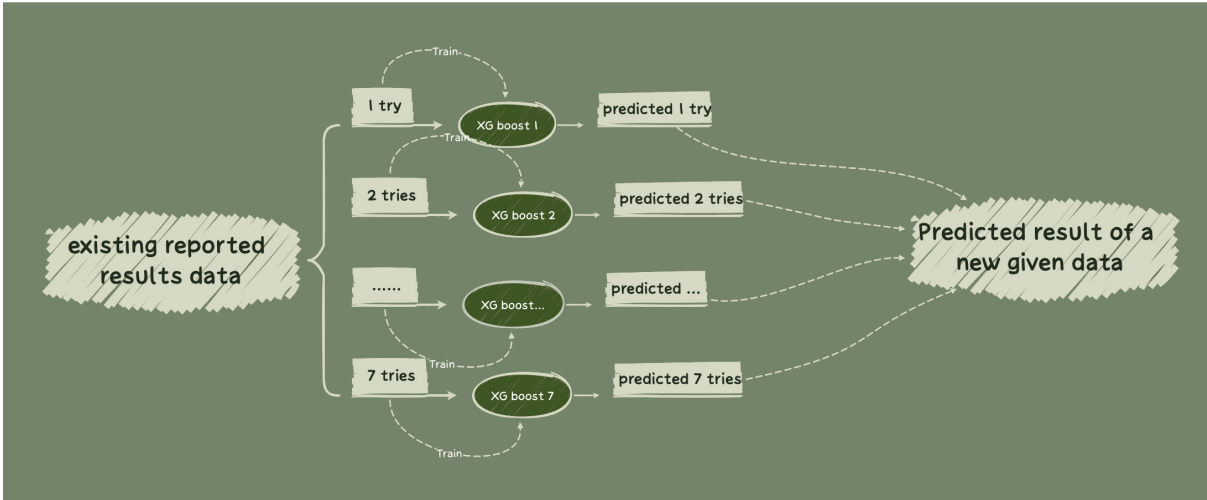 Train
1 try
XG boost 1
predicted 1 try
Train
2 tries
XG boost 2
predicted 2 tries
existing reported
results data
Predicted result of a
new given data
......
XG boost...
predicted ...
Train
7 tries
XG boost 7
predicted 7 tries
Train